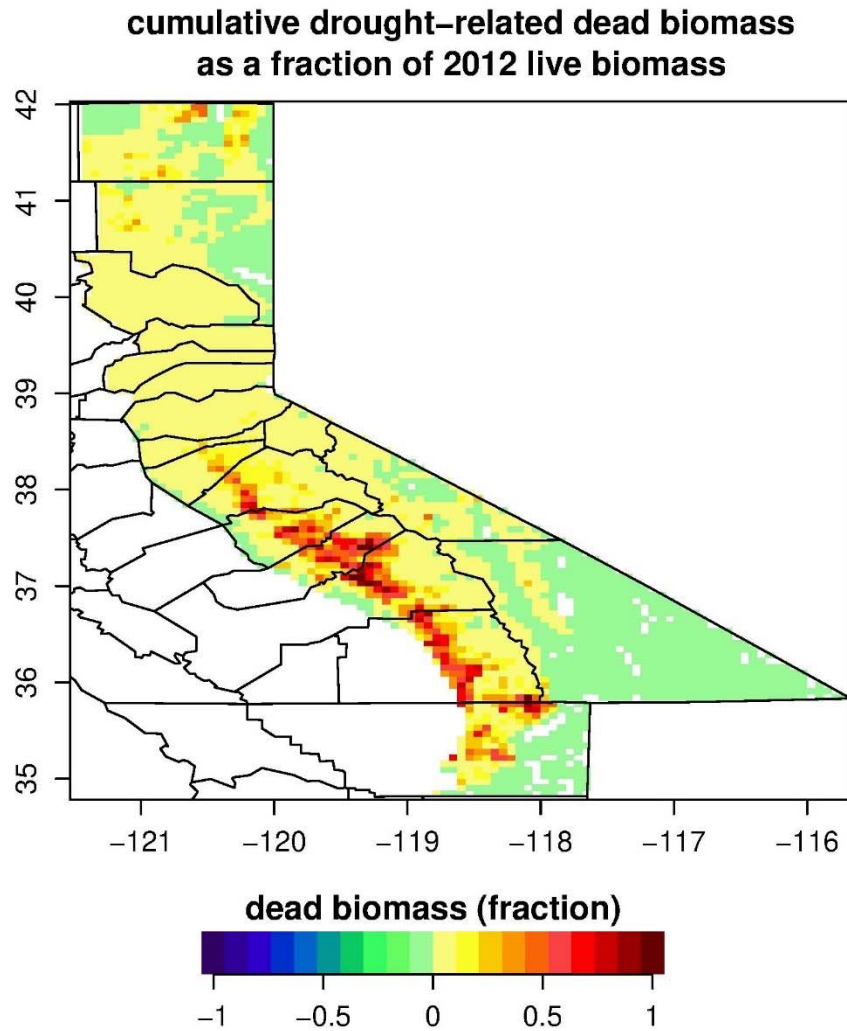 cumulative drought−related dead biomass
as a fraction of 2012 live biomass
42
41
40
39
38
37
36
35
−121 −120 −119 −118 −117 −116
dead biomass (fraction)
−1 −0.5 0 0.5 1